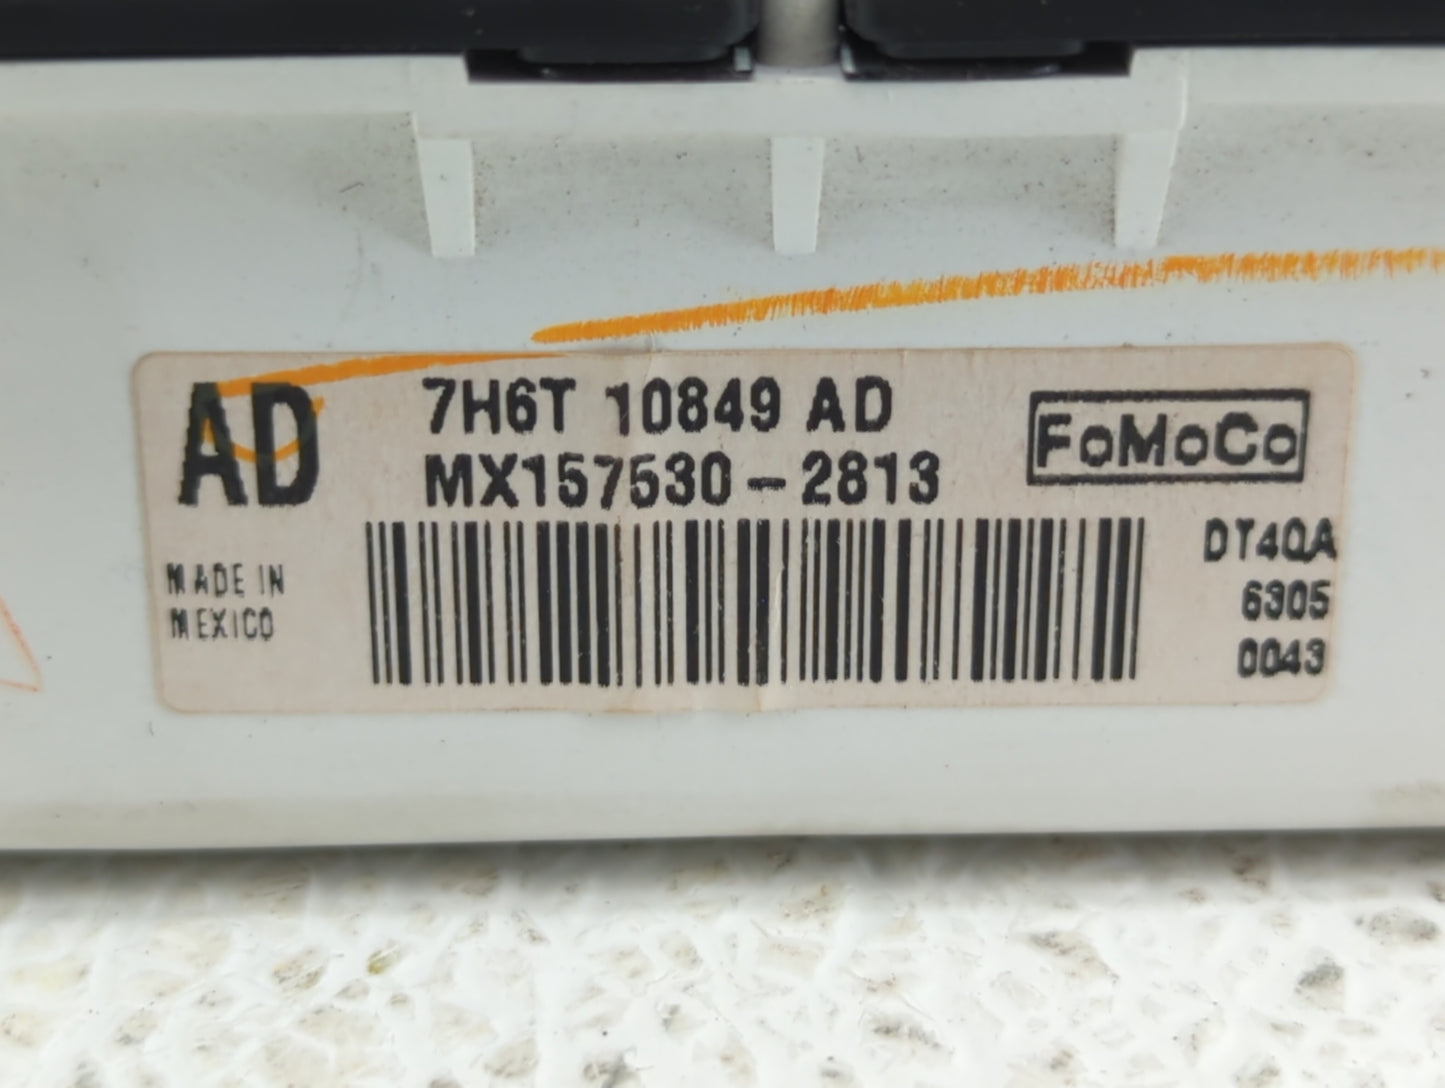 AD
7H6T 10849 AD
MX157530-2813
FoMoCo
MADE IN
MEXICO
DT4QA
6305
0043